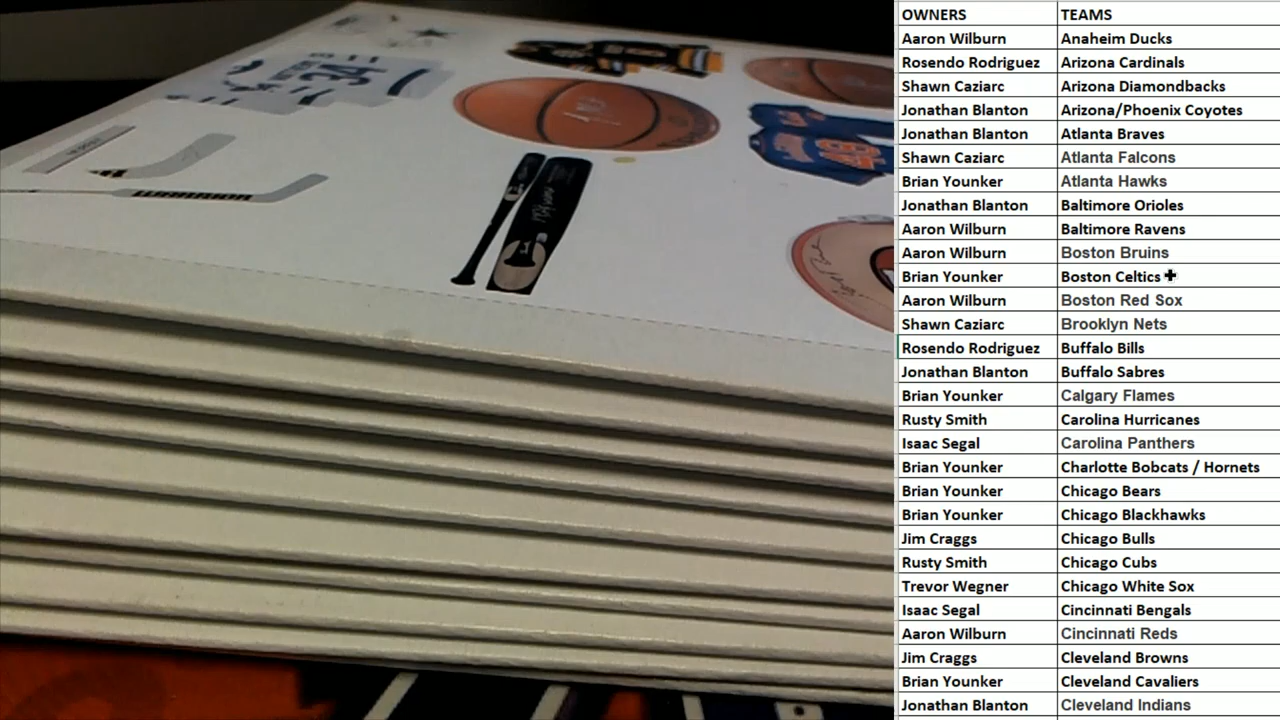 OWNERS TEAMS
Aaron Wilburn Anaheim Ducks
Rosendo Rodriguez Arizona Cardinals
Shawn Caziarc Arizona Diamondbacks
Jonathan Blanton Arizona/Phoenix Coyotes
Jonathan Blanton Atlanta Braves
Shawn Caziarc Atlanta Falcons
Brian Younker Atlanta Hawks
Jonathan Blanton Baltimore Orioles
Aaron Wilburn Baltimore Ravens
Aaron Wilburn Boston Bruins
Brian Younker Boston Celtics
Aaron Wilburn Boston Red Sox
Shawn Caziarc Brooklyn Nets
Rosendo Rodriguez Buffalo Bills
Jonathan Blanton Buffalo Sabres
Brian Younker Calgary Flames
Rusty Smith Carolina Hurricanes
Isaac Segal Carolina Panthers
Brian Younker Charlotte Bobcats / Hornets
Brian Younker Chicago Bears
Brian Younker Chicago Blackhawks
Jim Craggs Chicago Bulls
Rusty Smith Chicago Cubs
Trevor Wegner Chicago White Sox
Isaac Segal Cincinnati Bengals
Aaron Wilburn Cincinnati Reds
Jim Craggs Cleveland Browns
Brian Younker Cleveland Cavaliers
Jonathan Blanton Cleveland Indians
34